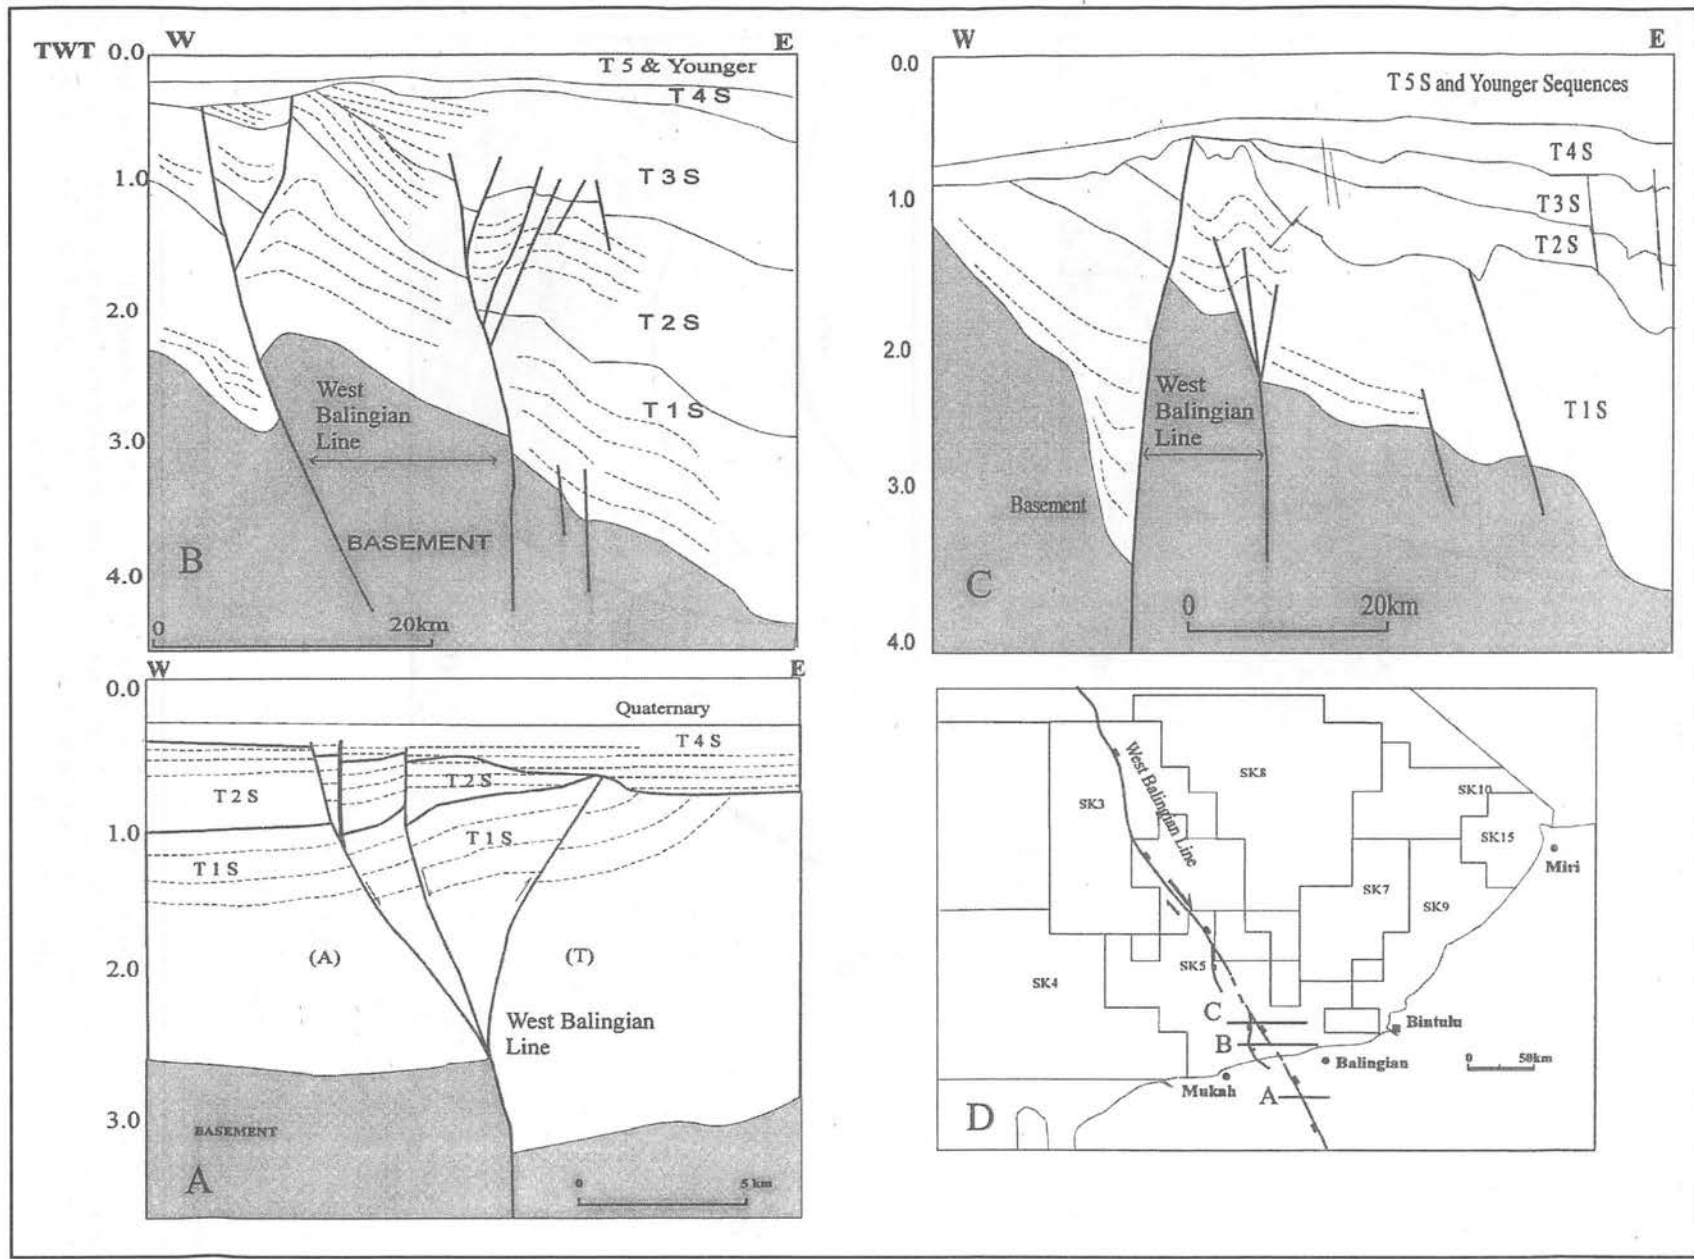 TWT
W
E
0.0
1.0
2.0
3.0
4.0
T 5 & Younger
T 4 S
T 3 S
T 2 S
T 1 S
West
Balingian
Line
BASEMENT
B
0
20km
W
E
0.0
1.0
2.0
3.0
4.0
T 5 S and Younger Sequences
T 4 S
T 3 S
T 2 S
T 1 S
West
Balingian
Line
Basement
C
0
20km
W
E
0.0
1.0
2.0
3.0
Quaternary
T 4 S
T 2 S
T 2 S
T 1 S
T 1 S
(A)
(T)
West Balingian
Line
BASEMENT
A
0
5 km
West Balingian Line
SK8
SK3
SK10
SK15
Miri
SK7
SK9
SK5
SK4
C
B
A
Bintulu
Balingian
Mukah
0
50km
D